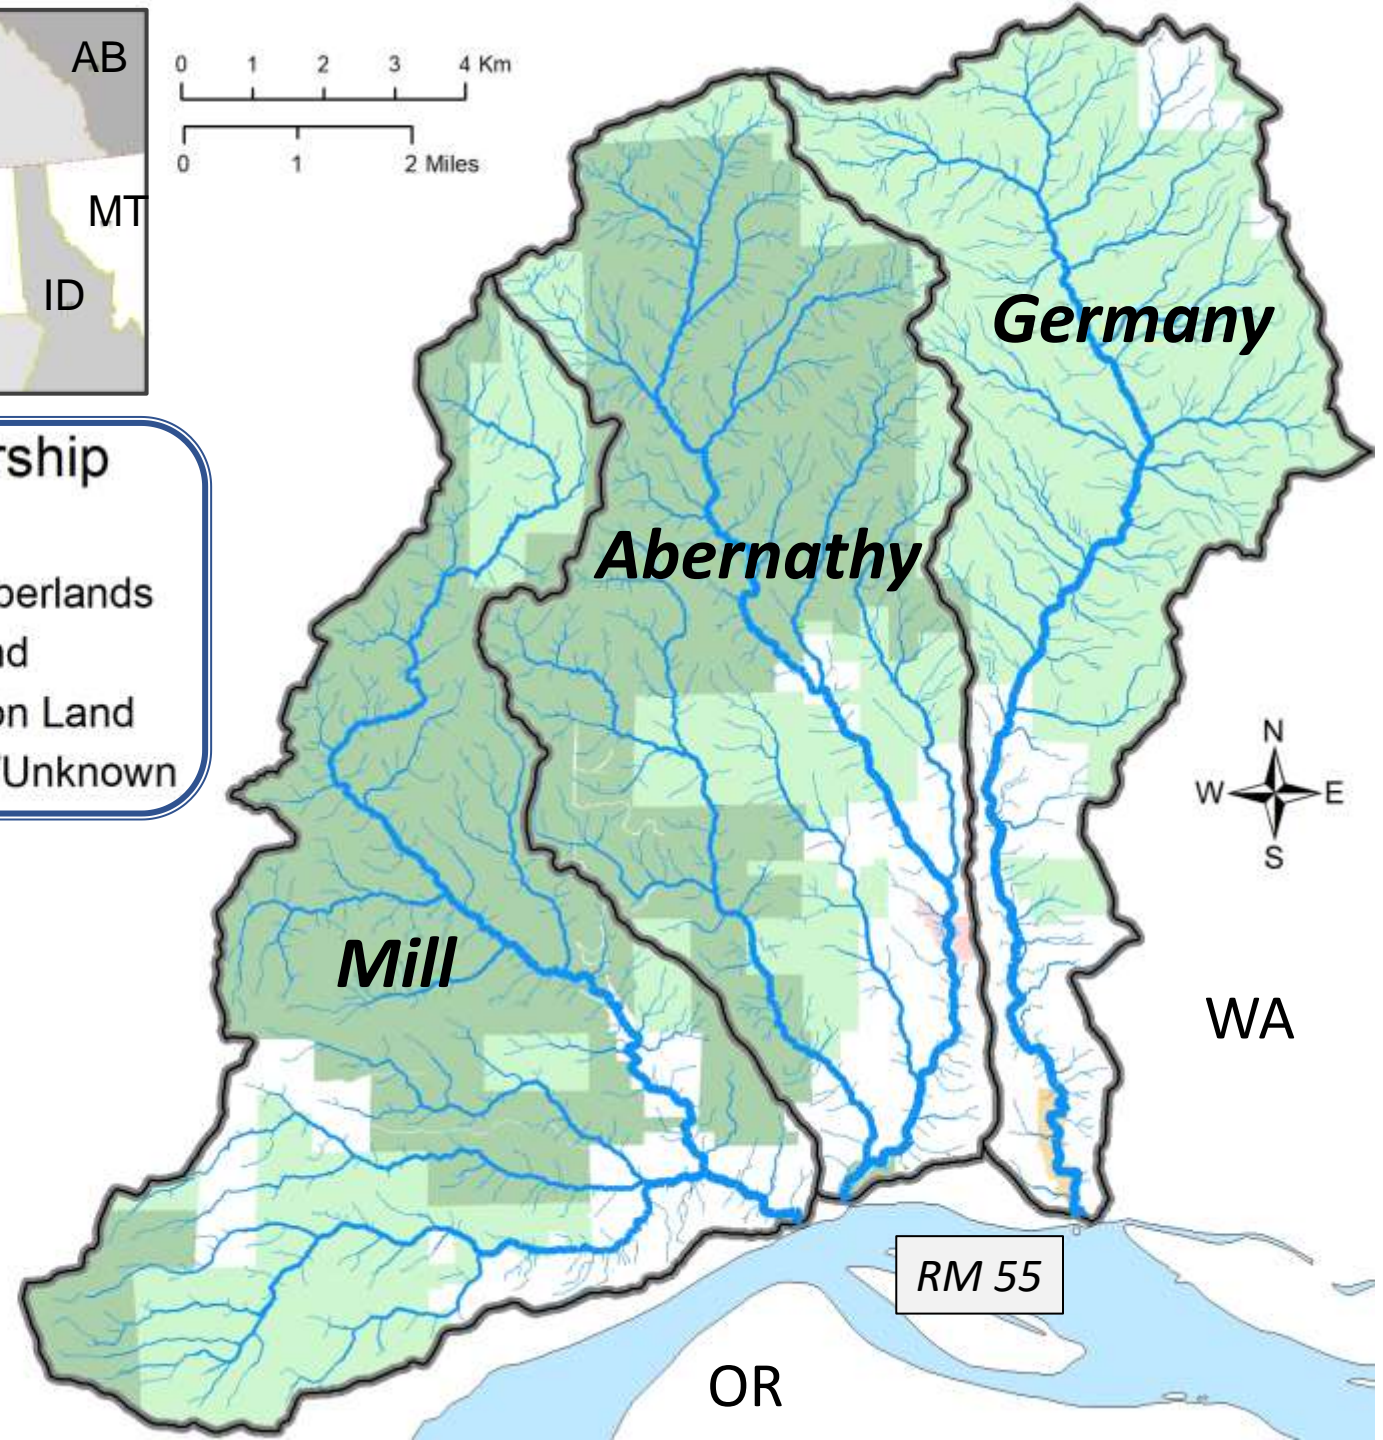 AB
MT
ID
0 1 2 3 4 Km
0 1 2 Miles
rship
berlands
nd
on Land
/Unknown
Germany
Abernathy
Mill
N
W E
S
WA
RM 55
OR